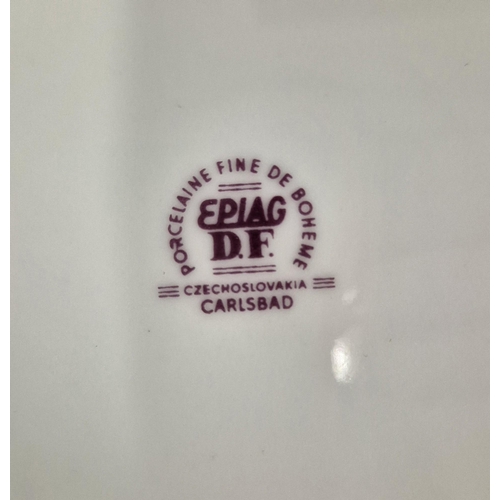 PORCELAINE FINE DE BOHEME
EPIAG
D.F.
CZECHOSLOVAKIA
CARLSBAD